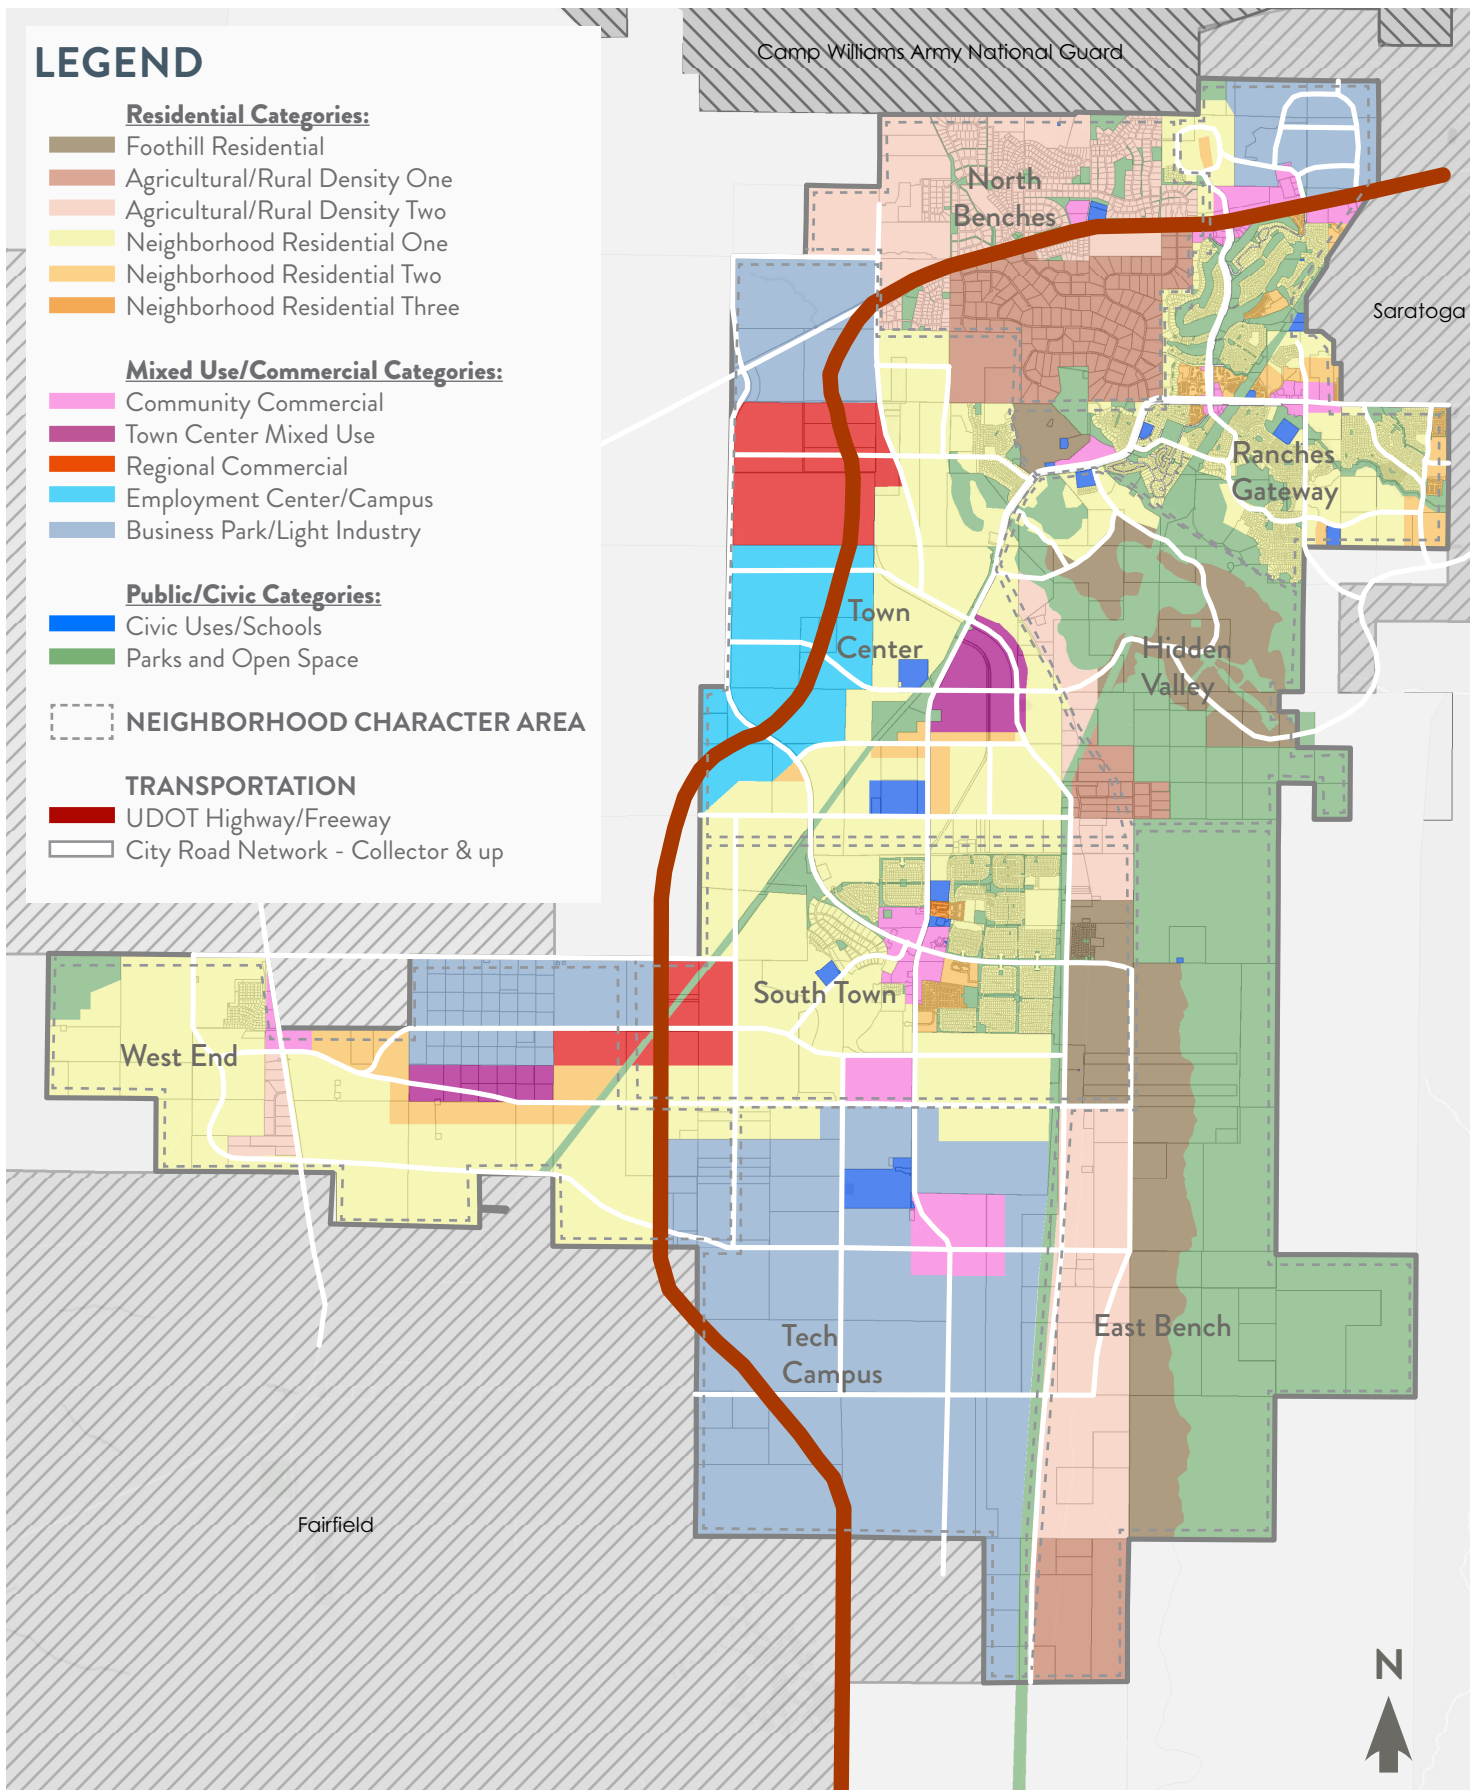 LEGEND
Residential Categories:
Foothill Residential
Agricultural/Rural Density One
Agricultural/Rural Density Two
Neighborhood Residential One
Neighborhood Residential Two
Neighborhood Residential Three
Mixed Use/Commercial Categories:
Community Commercial
Town Center Mixed Use
Regional Commercial
Employment Center/Campus
Business Park/Light Industry
Public/Civic Categories:
Civic Uses/Schools
Parks and Open Space
NEIGHBORHOOD CHARACTER AREA
TRANSPORTATION
UDOT Highway/Freeway
City Road Network - Collector & up
Camp Williams Army National Guard
North
Benches
Saratoga
Ranches
Gateway
Town
Center
Hidden
Valley
South Town
West End
East Bench
Tech
Campus
Fairfield
N